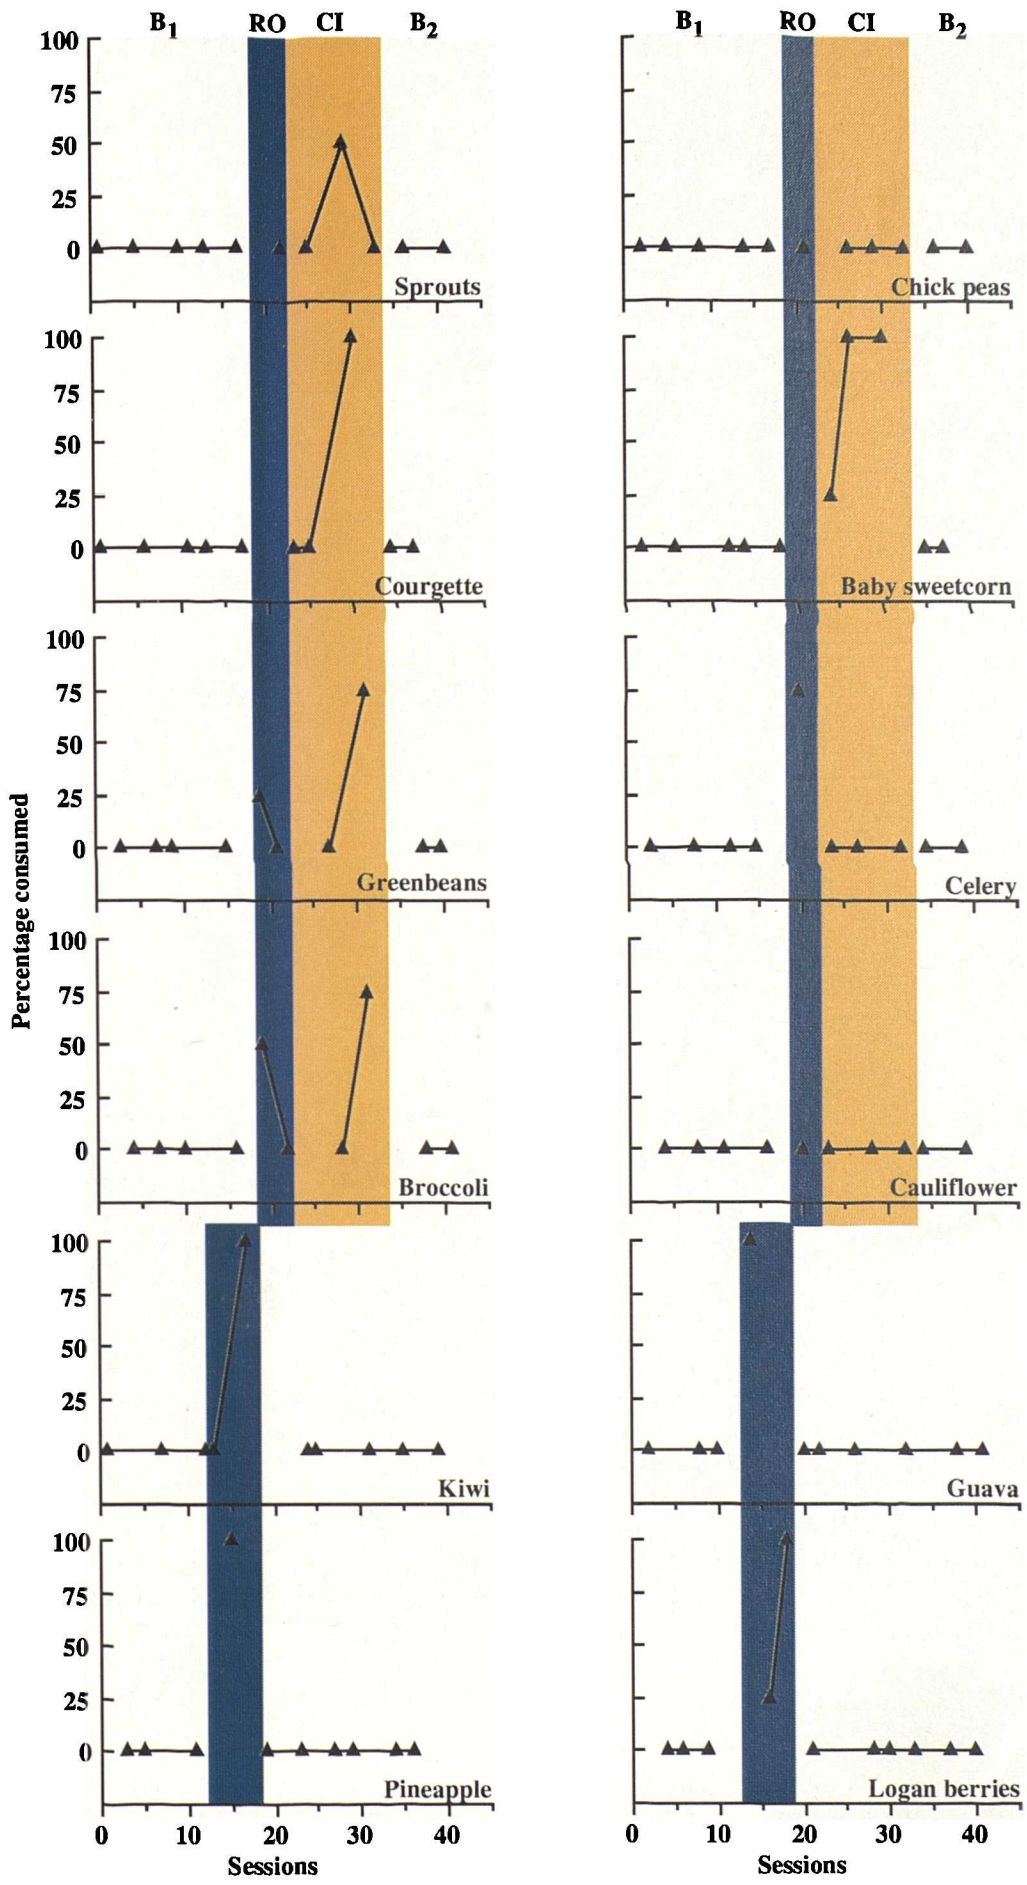 B1 RO CI B2
B1 RO CI B2
100
75
50
25
0
Sprouts
Chick peas
100
75
50
25
0
Courgette
Baby sweetcorn
100
75
50
25
0
Greenbeans
Celery
Percentage consumed
100
75
50
25
0
Broccoli
Cauliflower
100
75
50
25
0
Kiwi
Guava
100
75
50
25
0
Pineapple
Logan berries
0 10 20 30 40
0 10 20 30 40
Sessions
Sessions